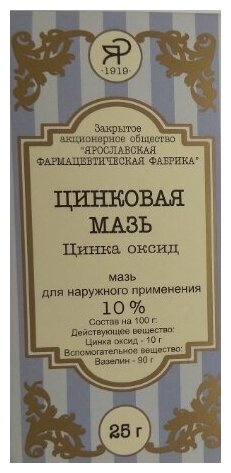 ЯР
·1919·
Закрытое
акционерное общество
"ЯРОСЛАВСКАЯ
ФАРМАЦЕВТИЧЕСКАЯ ФАБРИКА"
ЦИНКОВАЯ
МАЗЬ
Цинка оксид
мазь
для наружного применения
10 %
Состав на 100 г:
Действующее вещество:
Цинка оксид - 10 г
Вспомогательное вещество:
Вазелин - 90 г
25 г